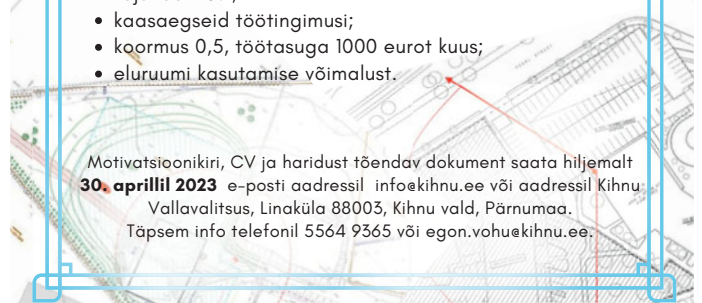 • kaasaegseid töötingimusi;
• koormus 0,5, töötasuga 1000 eurot kuus;
• eluruumi kasutamise võimalust.
Motivatsioonikiri, CV ja haridust tõendav dokument saata hiljemalt
30. aprillil 2023 e-posti aadressil info@kihnu.ee või aadressil Kihnu
Vallavalitsus, Linaküla 88003, Kihnu vald, Pärnumaa.
Täpsem info telefonil 5564 9365 või egon.vohu@kihnu.ee.